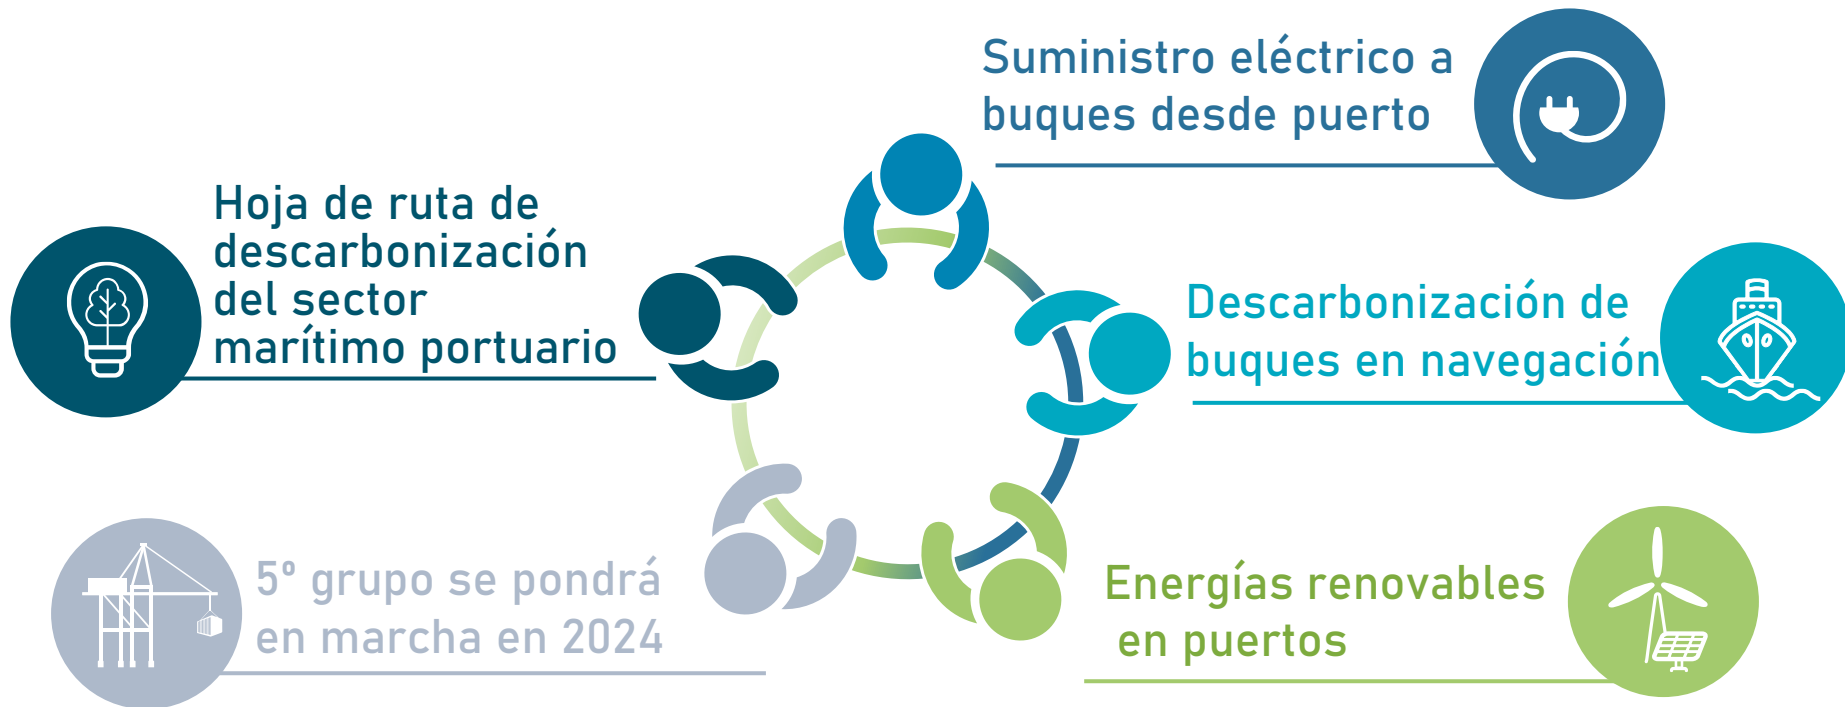 Suministro eléctrico a
buques desde puerto
Hoja de ruta de
descarbonización
del sector
marítimo portuario
Descarbonización de
buques en navegación
5º grupo se pondrá
en marcha en 2024
Energías renovables
en puertos